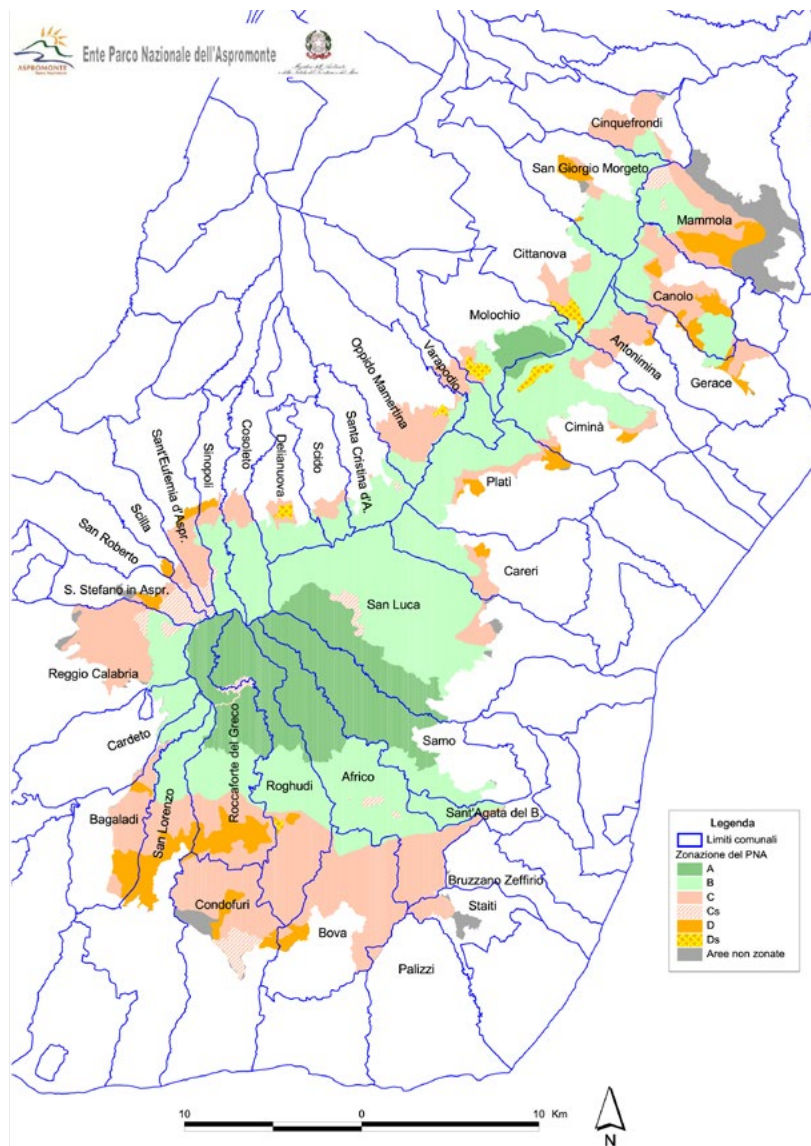 Ente Parco Nazionale dell'Aspromonte
ASPROMONTE
Parco Nazionale
Cinquefrondi
San Giorgio Morgeto
Mammola
Cittanova
Canolo
Molochio
Antonimina
Varapodio
Gerace
Oppido Mamertina
Ciminà
Santa Cristina d'A.
Scido
Delianuova
Cosoleto
Sinopoli
Sant'Eufemia d'Aspr.
Scilla
San Roberto
Platì
Careri
S. Stefano in Aspr.
San Luca
Reggio Calabria
Cardeto
Samo
Roccaforte del Greco
Roghudi
Africo
Sant'Agata del B.
Bagaladi
San Lorenzo
Bruzzano Zeffirio
Condofuri
Staiti
Bova
Palizzi
Legenda
Limiti comunali
Zonazione del PNA
A
B
C
Cs
D
Ds
Aree non zonate
10 0 10 Km
N